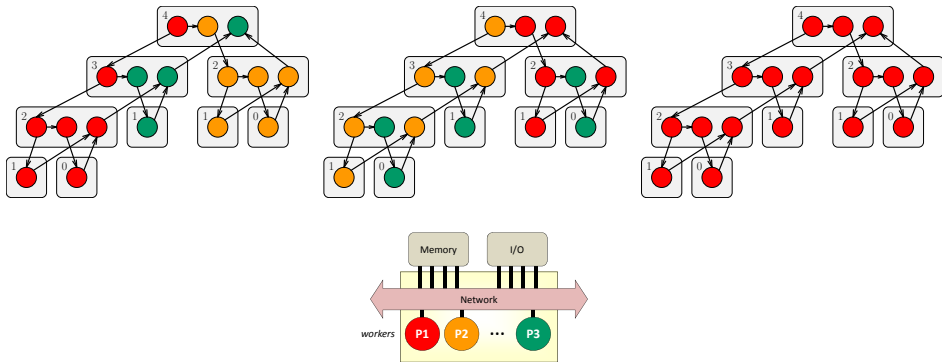 4 4 4
3 2 3 2 3 2
2 1 1 0 2 1 1 0 2 1 1 0
1 0 1 0 1 0
Memory I/O
Network
workers P1 P2 ••• P3